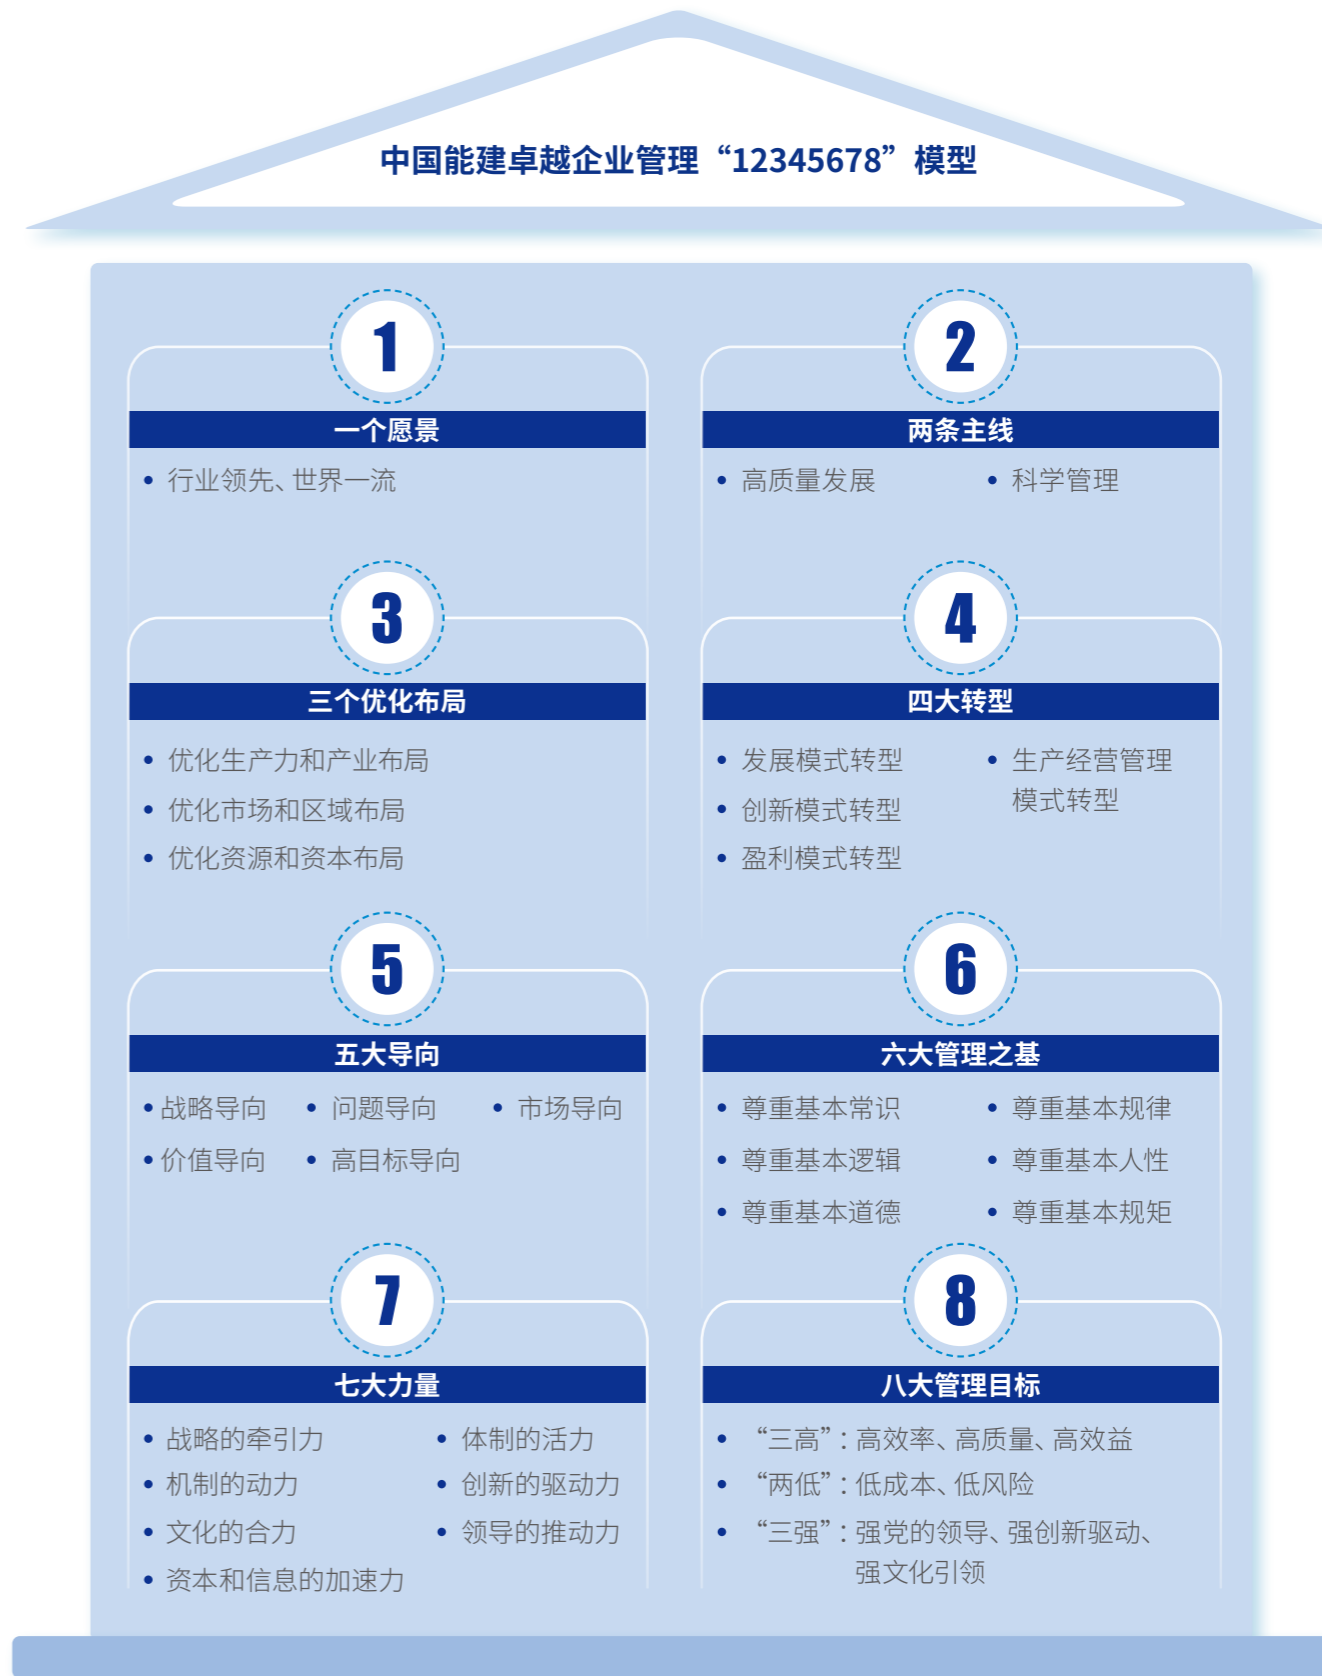 中国能建卓越企业管理“12345678”模型
1
一个愿景
• 行业领先、世界一流
2
两条主线
• 高质量发展
• 科学管理
3
三个优化布局
• 优化生产力和产业布局
• 优化市场和区域布局
• 优化资源和资本布局
4
四大转型
• 发展模式转型
• 创新模式转型
• 盈利模式转型
• 生产经营管理
模式转型
5
五大导向
• 战略导向 • 问题导向 • 市场导向
• 价值导向 • 高目标导向
6
六大管理之基
• 尊重基本常识 • 尊重基本规律
• 尊重基本逻辑 • 尊重基本人性
• 尊重基本道德 • 尊重基本规矩
7
七大力量
• 战略的牵引力 • 体制的活力
• 机制的动力 • 创新的驱动力
• 文化的合力 • 领导的推动力
• 资本和信息的加速力
8
八大管理目标
• “三高”：高效率、高质量、高效益
• “两低”：低成本、低风险
• “三强”：强党的领导、强创新驱动、
强文化引领